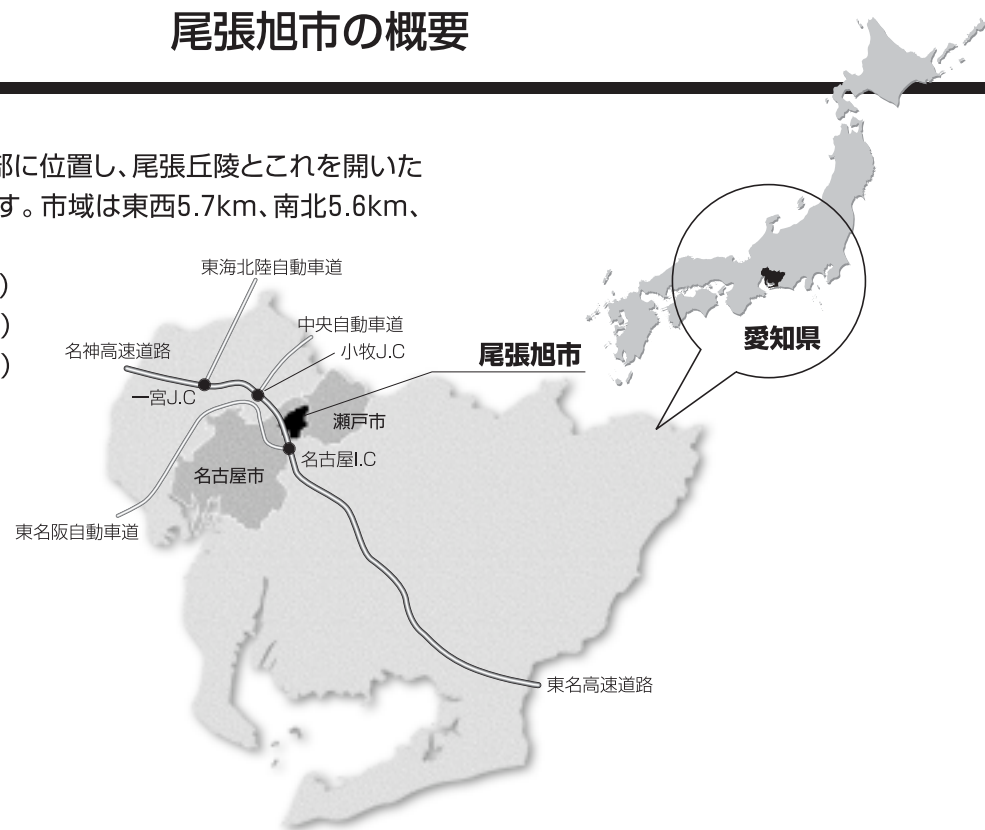 尾張旭市の概要
部に位置し、尾張丘陵とこれを開いた
す。市域は東西5.7km、南北5.6km、
)
)
)
東海北陸自動車道
中央自動車道
小牧J.C
名神高速道路
一宮J.C
尾張旭市
瀬戸市
名古屋I.C
名古屋市
東名阪自動車道
東名高速道路
愛知県